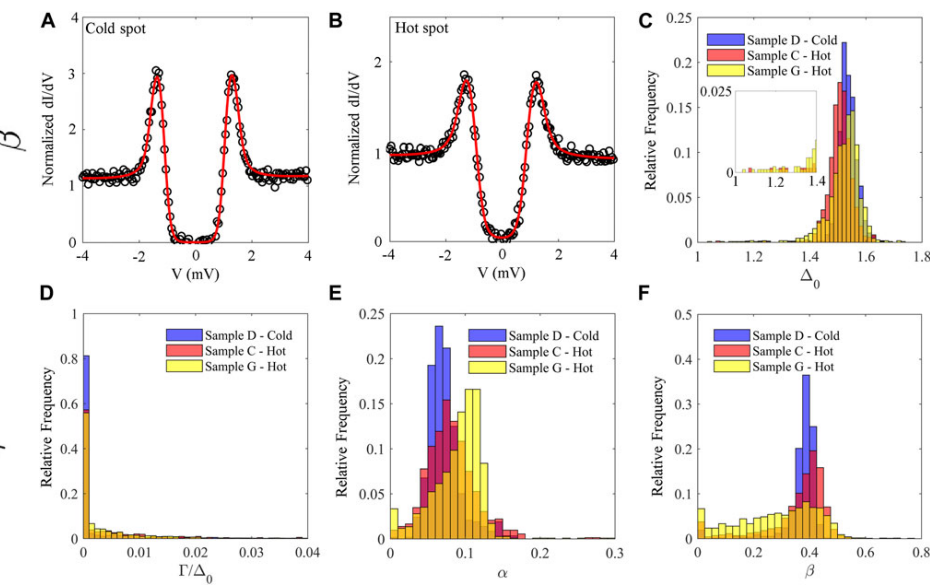 A
Cold spot
Normalized dI/dV
4
3
2
1
0
-4
-2
0
2
4
V (mV)
β
B
Hot spot
Normalized dI/dV
2
1
0
-4
-2
0
2
4
V (mV)
C
Sample D - Cold
Sample C - Hot
Sample G - Hot
Relative Frequency
0.25
0.2
0.15
0.1
0.05
0
0.025
0
1
1.2
1.4
1
1.2
1.4
1.6
1.8
Δ0
D
Sample D - Cold
Sample C - Hot
Sample G - Hot
Relative Frequency
1
0.8
0.6
0.4
0.2
0
0
0.01
0.02
0.03
0.04
Γ/Δ0
E
Sample D - Cold
Sample C - Hot
Sample G - Hot
Relative Frequency
0.25
0.2
0.15
0.1
0.05
0
0
0.1
0.2
0.3
α
F
Sample D - Cold
Sample C - Hot
Sample G - Hot
Relative Frequency
0.5
0.4
0.3
0.2
0.1
0
0
0.2
0.4
0.6
0.8
β